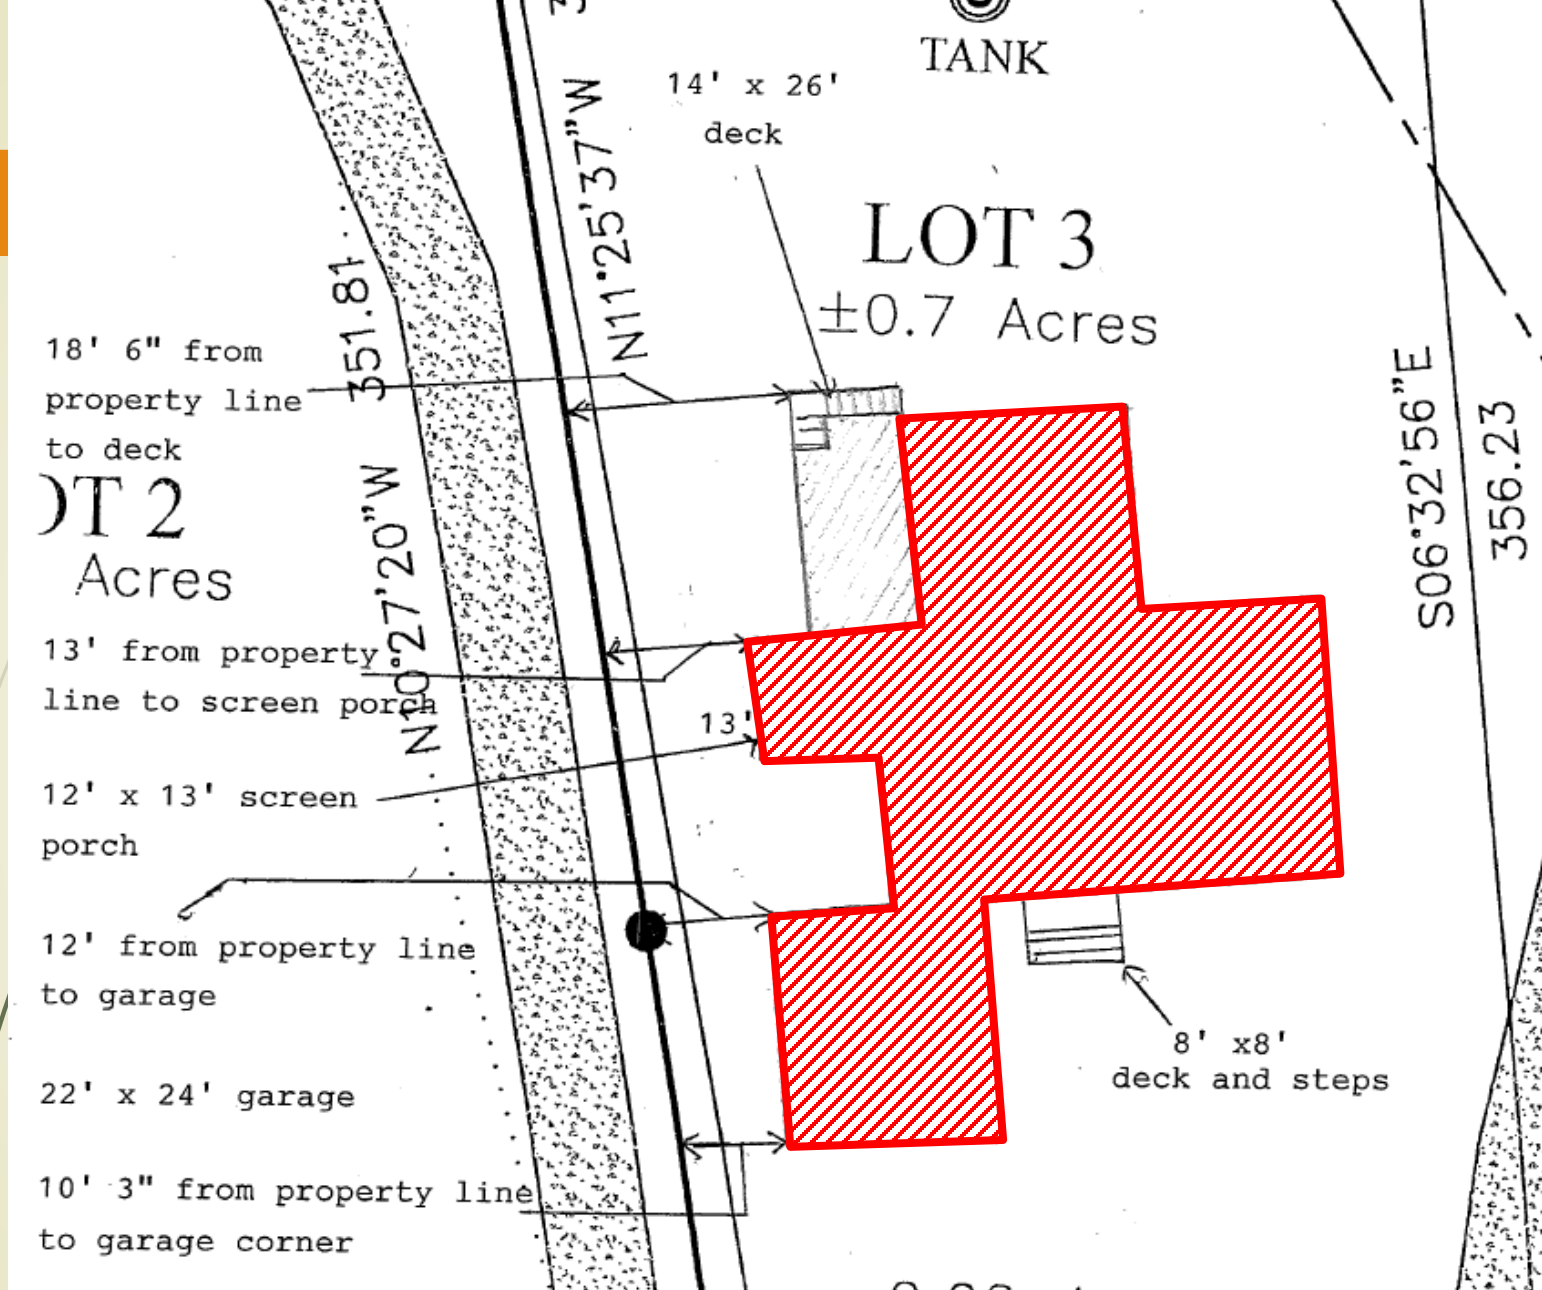 TANK
14' x 26'
deck
N11°25'37"W
LOT 3
±0.7 Acres
351.81
18' 6" from
property line
to deck
OT 2
Acres
N10°27'20"W
S06°32'56"E
356.23
13' from property
line to screen porch
13'
12' x 13' screen
porch
12' from property line
to garage
8' x8'
deck and steps
22' x 24' garage
10' 3" from property line
to garage corner